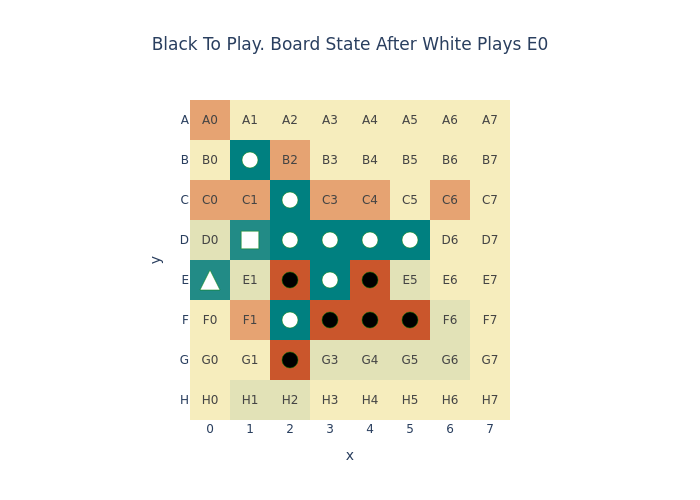 Black To Play. Board State After White Plays E0
A A0 A1 A2 A3 A4 A5 A6 A7
B B0 B2 B3 B4 B5 B6 B7
C C0 C1 C3 C4 C5 C6 C7
D D0 D6 D7
E E1 E5 E6 E7
F F0 F1 F6 F7
G G0 G1 G3 G4 G5 G6 G7
H H0 H1 H2 H3 H4 H5 H6 H7
0 1 2 3 4 5 6 7
x
y